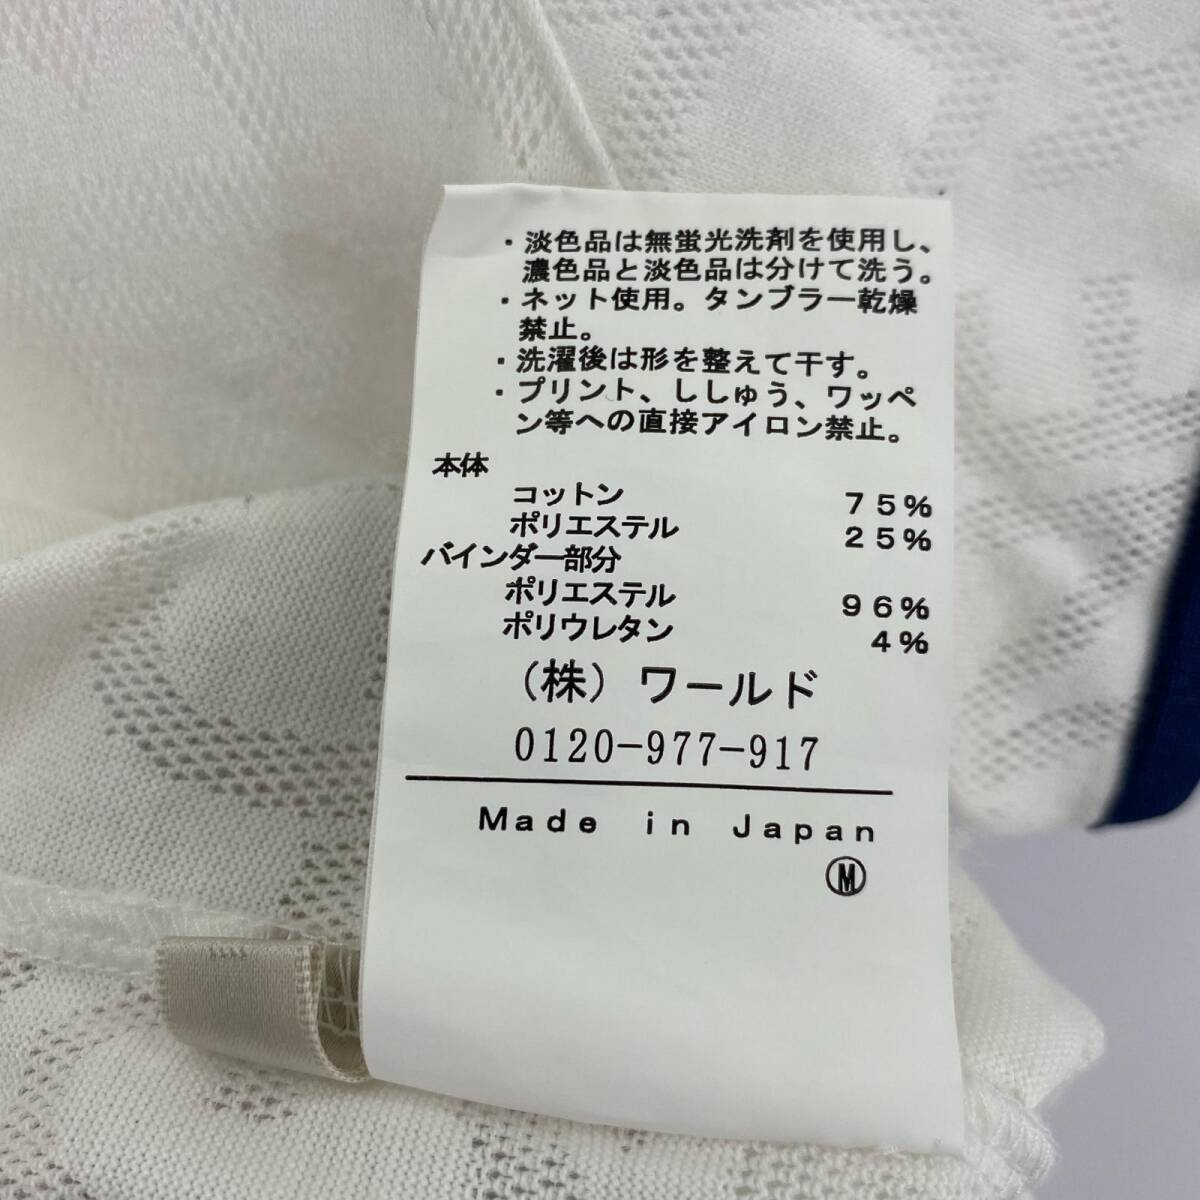 ・淡色品は無蛍光洗剤を使用し、
濃色品と淡色品は分けて洗う。
・ネット使用。タンブラー乾燥
禁止。
・洗濯後は形を整えて干す。
・プリント、ししゅう、ワッペ
ン等への直接アイロン禁止。
本体
コットン 75%
ポリエステル 25%
バインダー部分
ポリエステル 96%
ポリウレタン 4%
(株)ワールド
0120-977-917
Made in Japan
Ⓜ